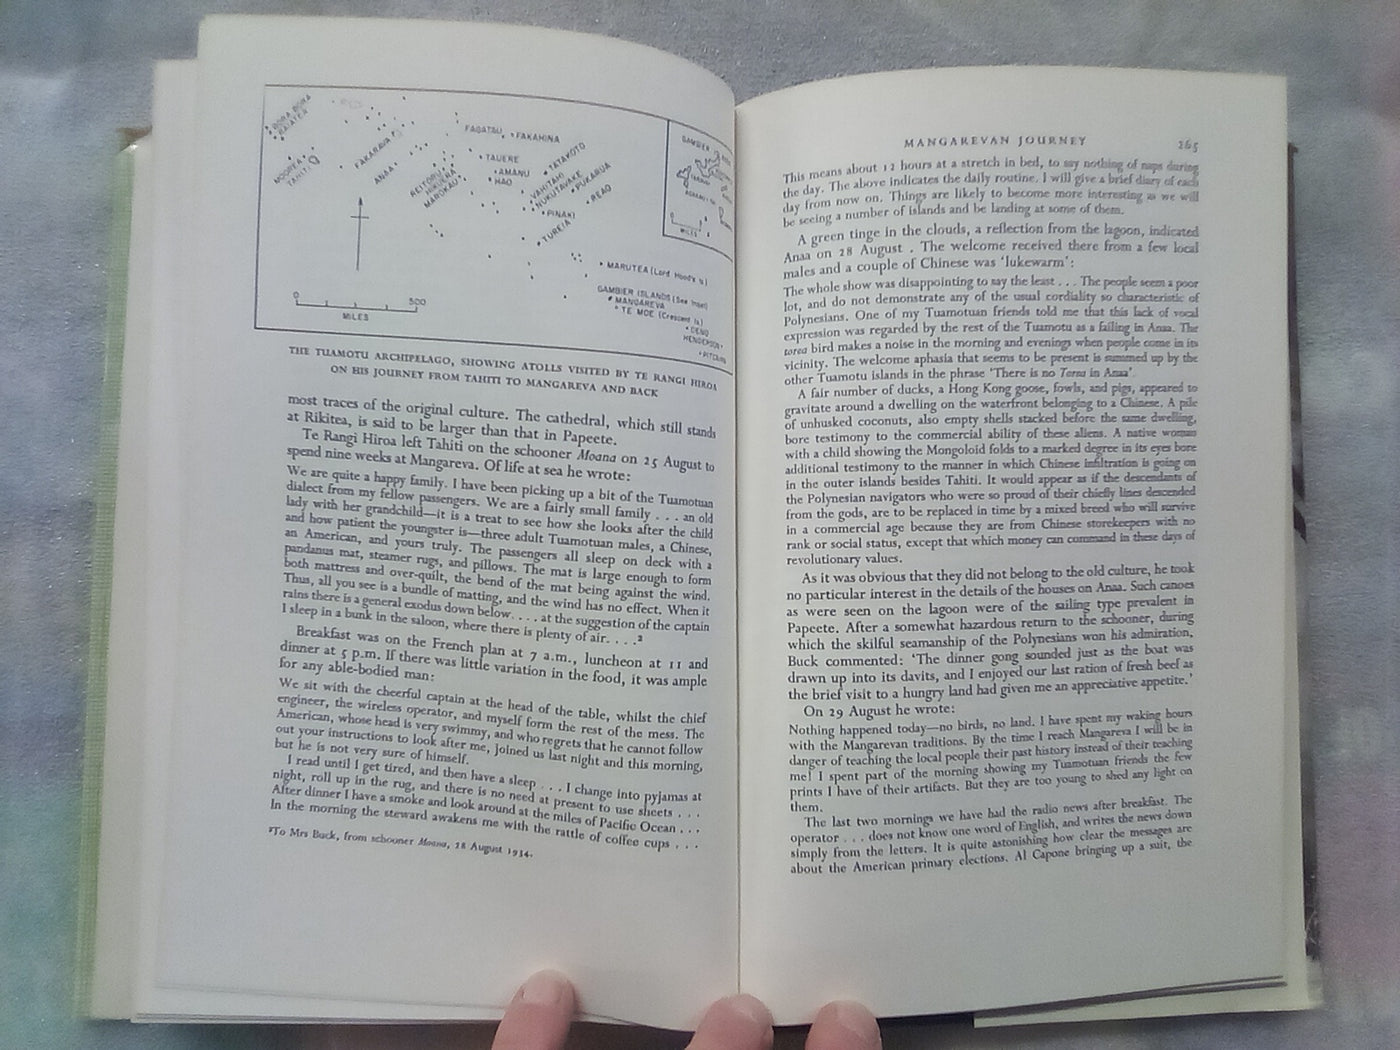 BORA BORA
RAIATEA
MOOREA
TAHITI
FAKARAVA
ANAA
FAGATAU
FAKAHINA
TAUERE
AMANU
HAO
TATAKOTO
REITORU
HIKUERU
MAROKAU
VAHITAHI
NUKUTAVAKE
PUKARUA
REAO
PINAKI
TUREIA
GAMBIER
MILES
MARUTEA (Lord Hood's Is)
GAMBIER ISLANDS (See Inset)
MANGAREVA
TE MOE (Crescent Is)
OENO
HENDERSON
PITCAIRN
0 500
MILES
THE TUAMOTU ARCHIPELAGO, SHOWING ATOLLS VISITED BY TE RANGI HIROA
ON HIS JOURNEY FROM TAHITI TO MANGAREVA AND BACK
most traces of the original culture. The cathedral, which still stands
at Rikitea, is said to be larger than that in Papeete.
Te Rangi Hiroa left Tahiti on the schooner Moana on 25 August to
spend nine weeks at Mangareva. Of life at sea he wrote:
We are quite a happy family. I have been picking up a bit of the Tuamotuan
dialect from my fellow passengers. We are a fairly small family . . . an old
lady with her grandchild—it is a treat to see how she looks after the child
and how patient the youngster is—three adult Tuamotuan males, a Chinese,
an American, and yours truly. The passengers all sleep on deck with a
pandanus mat, steamer rugs, and pillows. The mat is large enough to form
both mattress and over-quilt, the bend of the mat being against the wind.
Thus, all you see is a bundle of matting, and the wind has no effect. When it
rains there is a general exodus down below. . . . at the suggestion of the captain
I sleep in a bunk in the saloon, where there is plenty of air. . . .²
Breakfast was on the French plan at 7 a.m., luncheon at 11 and
dinner at 5 p.m. If there was little variation in the food, it was ample
for any able-bodied man:
We sit with the cheerful captain at the head of the table, whilst the chief
engineer, the wireless operator, and myself form the rest of the mess. The
American, whose head is very swimmy, and who regrets that he cannot follow
out your instructions to look after me, joined us last night and this morning,
but he is not very sure of himself.
I read until I get tired, and then have a sleep . . . I change into pyjamas at
night, roll up in the rug, and there is no need at present to use sheets . . .
After dinner I have a smoke and look around at the miles of Pacific Ocean . . .
In the morning the steward awakens me with the rattle of coffee cups . . .
²To Mrs Buck, from schooner Moana, 28 August 1934.
MANGAREVAN JOURNEY 265
This means about 12 hours at a stretch in bed, to say nothing of naps during
the day. The above indicates the daily routine. I will give a brief diary of each
day from now on. Things are likely to become more interesting as we will
be seeing a number of islands and be landing at some of them.
A green tinge in the clouds, a reflection from the lagoon, indicated
Anaa on 28 August . The welcome received there from a few local
males and a couple of Chinese was 'lukewarm':
The whole show was disappointing to say the least . . . The people seem a poor
lot, and do not demonstrate any of the usual cordiality so characteristic of
Polynesians. One of my Tuamotuan friends told me that this lack of vocal
expression was regarded by the rest of the Tuamotu as a failing in Anaa. The
torea bird makes a noise in the morning and evenings when people come in its
vicinity. The welcome aphasia that seems to be present is summed up by the
other Tuamotu islands in the phrase 'There is no Torea in Anaa'.
A fair number of ducks, a Hong Kong goose, fowls, and pigs, appeared to
gravitate around a dwelling on the waterfront belonging to a Chinese. A pile
of unhusked coconuts, also empty shells stacked before the same dwelling,
bore testimony to the commercial ability of these aliens. A native woman
with a child showing the Mongoloid folds to a marked degree in its eyes bore
additional testimony to the manner in which Chinese infiltration is going on
in the outer islands besides Tahiti. It would appear as if the descendants of
the Polynesian navigators who were so proud of their chiefly lines descended
from the gods, are to be replaced in time by a mixed breed who will survive
in a commercial age because they are from Chinese storekeepers with no
rank or social status, except that which money can command in these days of
revolutionary values.
As it was obvious that they did not belong to the old culture, he took
no particular interest in the details of the houses on Anaa. Such canoes
as were seen on the lagoon were of the sailing type prevalent in
Papeete. After a somewhat hazardous return to the schooner, during
which the skilful seamanship of the Polynesians won his admiration,
Buck commented: 'The dinner gong sounded just as the boat was
drawn up into its davits, and I enjoyed our last ration of fresh beef as
the brief visit to a hungry land had given me an appreciative appetite.'
On 29 August he wrote:
Nothing happened today—no birds, no land. I have spent my waking hours
with the Mangarevan traditions. By the time I reach Mangareva I will be in
danger of teaching the local people their past history instead of their teaching
me! I spent part of the morning showing my Tuamotuan friends the few
prints I have of their artifacts. But they are too young to shed any light on
them.
The last two mornings we have had the radio news after breakfast. The
operator . . . does not know one word of English, and writes the news down
simply from the letters. It is quite astonishing how clear the messages are
about the American primary elections. Al Capone bringing up a suit, the